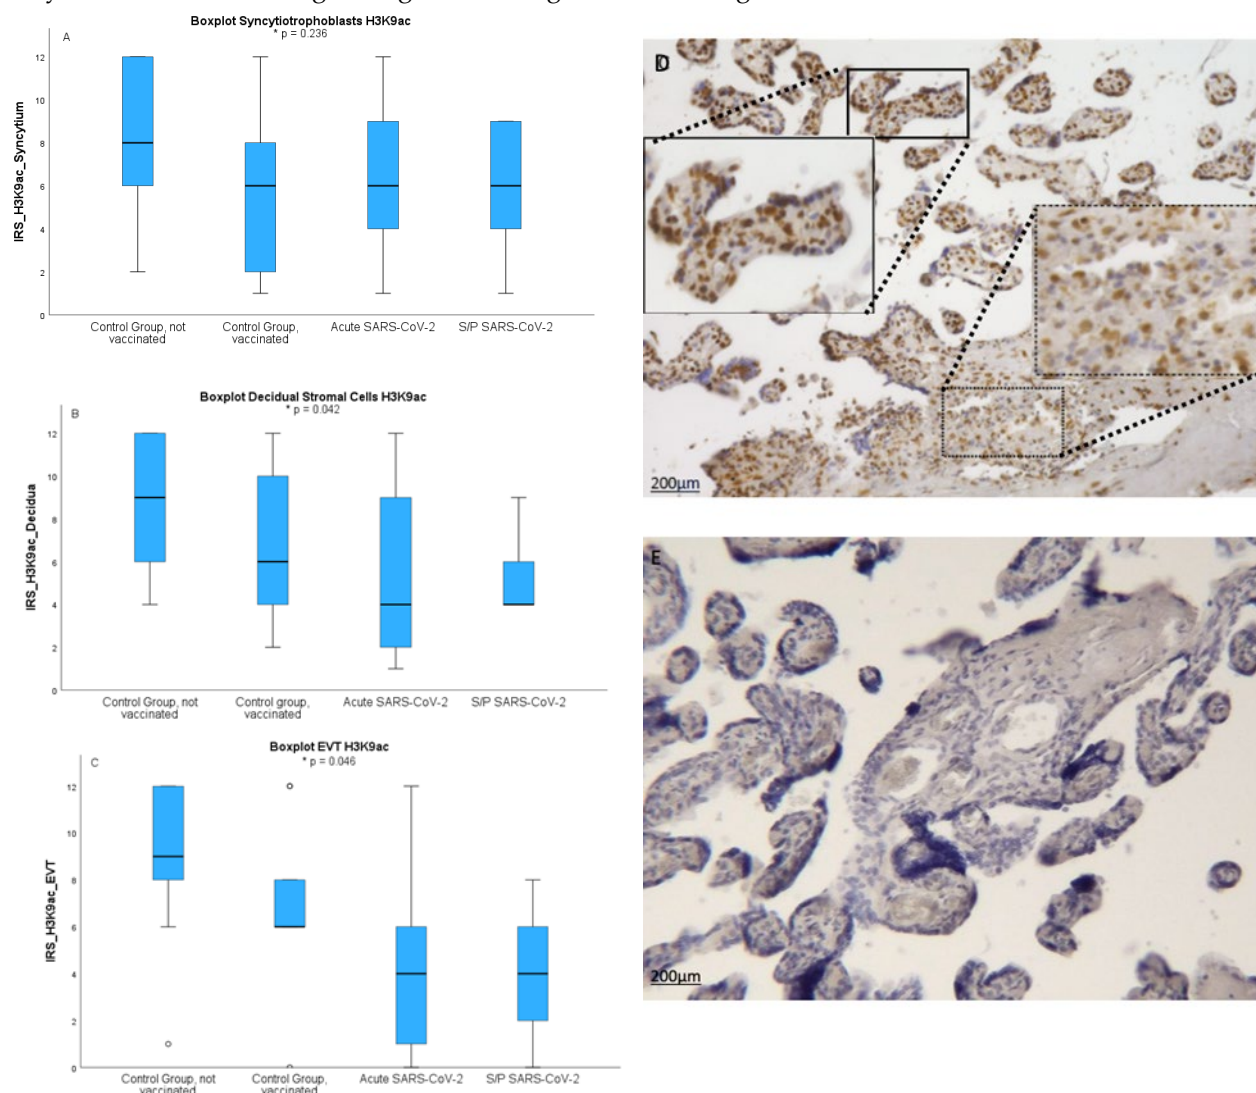 Boxplot Syncytiotrophoblasts H3K9ac
* p = 0.236
A
IRS_H3K9ac_Syncytium
12
10
8
6
4
2
0
Control Group, not
vaccinated
Control Group,
vaccinated
Acute SARS-CoV-2
S/P SARS-CoV-2
Boxplot Decidual Stromal Cells H3K9ac
* p = 0.042
B
IRS_H3K9ac_Decidua
12
10
8
6
4
2
0
Control Group, not
vaccinated
Control group,
vaccinated
Acute SARS-CoV-2
S/P SARS-CoV-2
Boxplot EVT H3K9ac
* p = 0.046
C
IRS_H3K9ac_EVT
12
10
8
6
4
2
0
Control Group, not
vaccinated
Control Group,
vaccinated
Acute SARS-CoV-2
S/P SARS-CoV-2
D
200µm
E
200µm